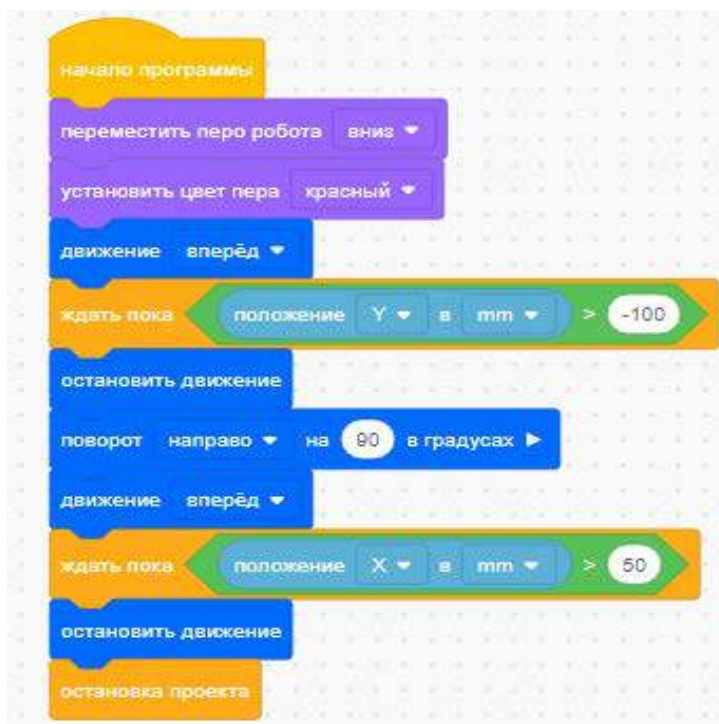 начало программы
переместить перо робота вниз
установить цвет пера красный
движение вперёд
ждать пока положение Y в mm > -100
остановить движение
поворот направо на 90 в градусах
движение вперёд
ждать пока положение X в mm > 50
остановить движение
остановка проекта